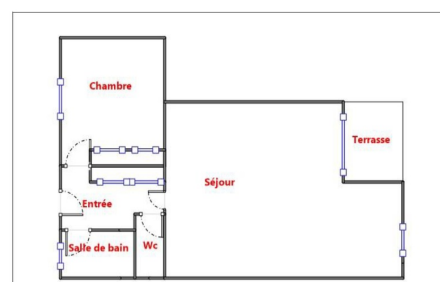 Chambre
Terrasse
Séjour
Entrée
Salle de bain
Wc